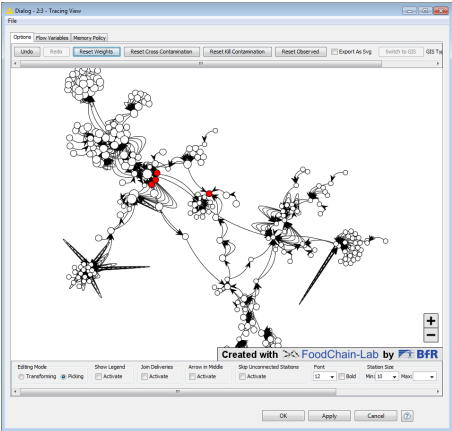 Dialog - 2:3 - Tracing View
File
Options Flow Variables Memory Policy
Undo Redo Reset Weights Reset Cross Contamination Reset Kill Contamination Reset Observed Export As Svg Switch to GIS GIS Ty
Created with FoodChain-Lab by BfR
Editing Mode Show Legend Join Deliveries Arrow in Middle Skip Unconnected Stations Font Station Size
Transforming Picking Activate Activate Activate Activate 12 Bold Min: 10 Max:
OK Apply Cancel ?